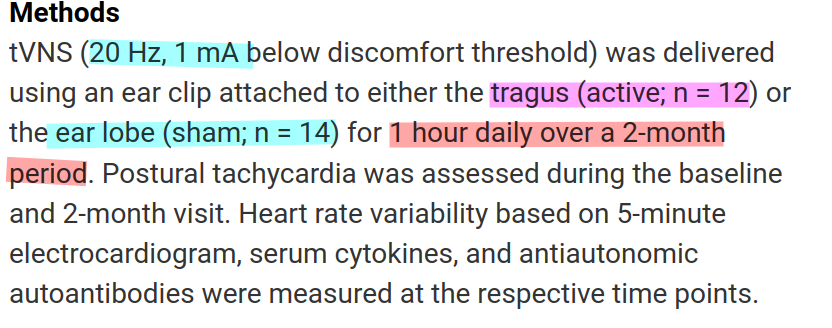 Methods
tVNS (20 Hz, 1 mA below discomfort threshold) was delivered
using an ear clip attached to either the tragus (active; n = 12) or
the ear lobe (sham; n = 14) for 1 hour daily over a 2-month
period. Postural tachycardia was assessed during the baseline
and 2-month visit. Heart rate variability based on 5-minute
electrocardiogram, serum cytokines, and antiautonomic
autoantibodies were measured at the respective time points.